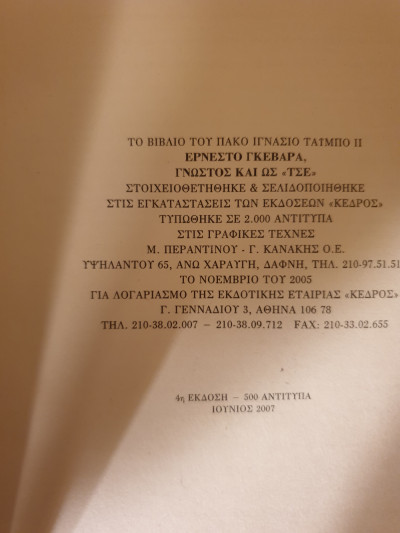 ΤΟ ΒΙΒΛΙΟ ΤΟΥ ΠΑΚΟ ΙΓΝΑΣΙΟ ΤΑΪΜΠΟ ΙΙ
ΕΡΝΕΣΤΟ ΓΚΕΒΑΡΑ,
ΓΝΩΣΤΟΣ ΚΑΙ ΩΣ «ΤΣΕ»
ΣΤΟΙΧΕΙΟΘΕΤΗΘΗΚΕ & ΣΕΛΙΔΟΠΟΙΗΘΗΚΕ
ΣΤΙΣ ΕΓΚΑΤΑΣΤΑΣΕΙΣ ΤΩΝ ΕΚΔΟΣΕΩΝ «ΚΕΔΡΟΣ»
ΤΥΠΩΘΗΚΕ ΣΕ 2.000 ΑΝΤΙΤΥΠΑ
ΣΤΙΣ ΓΡΑΦΙΚΕΣ ΤΕΧΝΕΣ
Μ. ΠΕΡΑΝΤΙΝΟΥ - Γ. ΚΑΝΑΚΗΣ Ο.Ε.
ΥΨΗΛΑΝΤΟΥ 65, ΑΝΩ ΧΑΡΑΥΓΗ, ΔΑΦΝΗ, ΤΗΛ. 210-97.51.51
ΤΟ ΝΟΕΜΒΡΙΟ ΤΟΥ 2005
ΓΙΑ ΛΟΓΑΡΙΑΣΜΟ ΤΗΣ ΕΚΔΟΤΙΚΗΣ ΕΤΑΙΡΙΑΣ «ΚΕΔΡΟΣ»
Γ. ΓΕΝΝΑΔΙΟΥ 3, ΑΘΗΝΑ 106 78
ΤΗΛ. 210-38.02.007 – 210-38.09.712 FAX: 210-33.02.655
4η ΕΚΔΟΣΗ – 500 ΑΝΤΙΤΥΠΑ
ΙΟΥΝΙΟΣ 2007